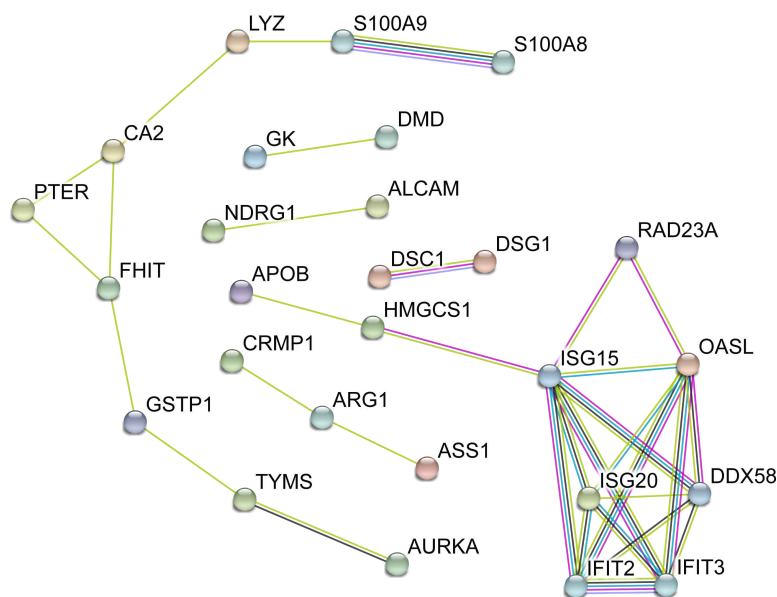 LYZ
S100A9
S100A8
CA2
GK
DMD
PTER
NDRG1
ALCAM
FHIT
APOB
DSC1
DSG1
RAD23A
HMGCS1
CRMP1
ISG15
OASL
GSTP1
ARG1
ASS1
TYMS
ISG20
DDX58
AURKA
IFIT2
IFIT3